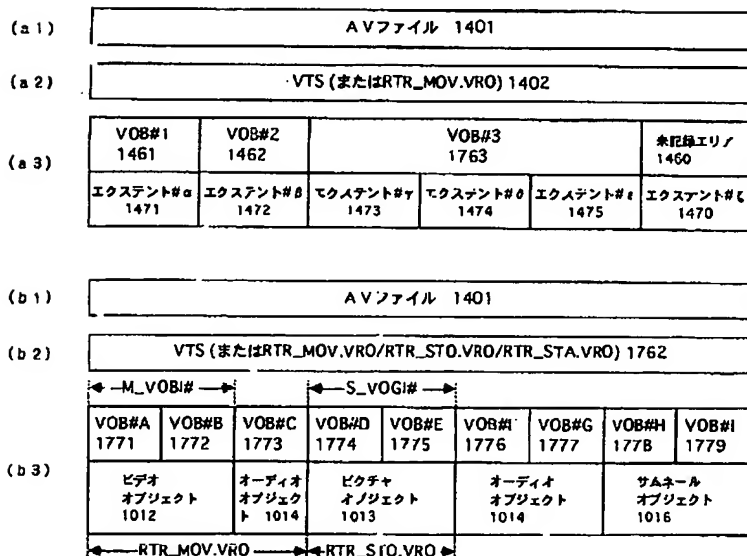 (a1)
AVファイル 1401
(a2)
VTS (またはRTR_MOV.VRO) 1402
(a3)
VOB#1 VOB#2 VOB#3 未記録エリア
1461 1462 1763 1460
エクステント#α エクステント#β エクステント#γ エクステント#δ エクステント#ε エクステント#ζ
1471 1472 1473 1474 1475 1470
(b1)
AVファイル 1401
(b2)
VTS (またはRTR_MOV.VRO/RTR_STO.VRO/RTR_STA.VRO) 1762
M_VOBI# S_VOGI#
(b3)
VOB#A VOB#B VOB#C VOB#D VOB#E VOB#F VOB#G VOB#H VOB#I
1771 1772 1773 1774 1775 1776 1777 1778 1779
ビデオ オーディオ ピクチャ オーディオ サムネール
オブジェクト オブジェク オブジェクト オブジェクト オブジェクト
1012 ト 1014 1013 1014 1016
RTR_MOV.VRO RTR_STO.VRO